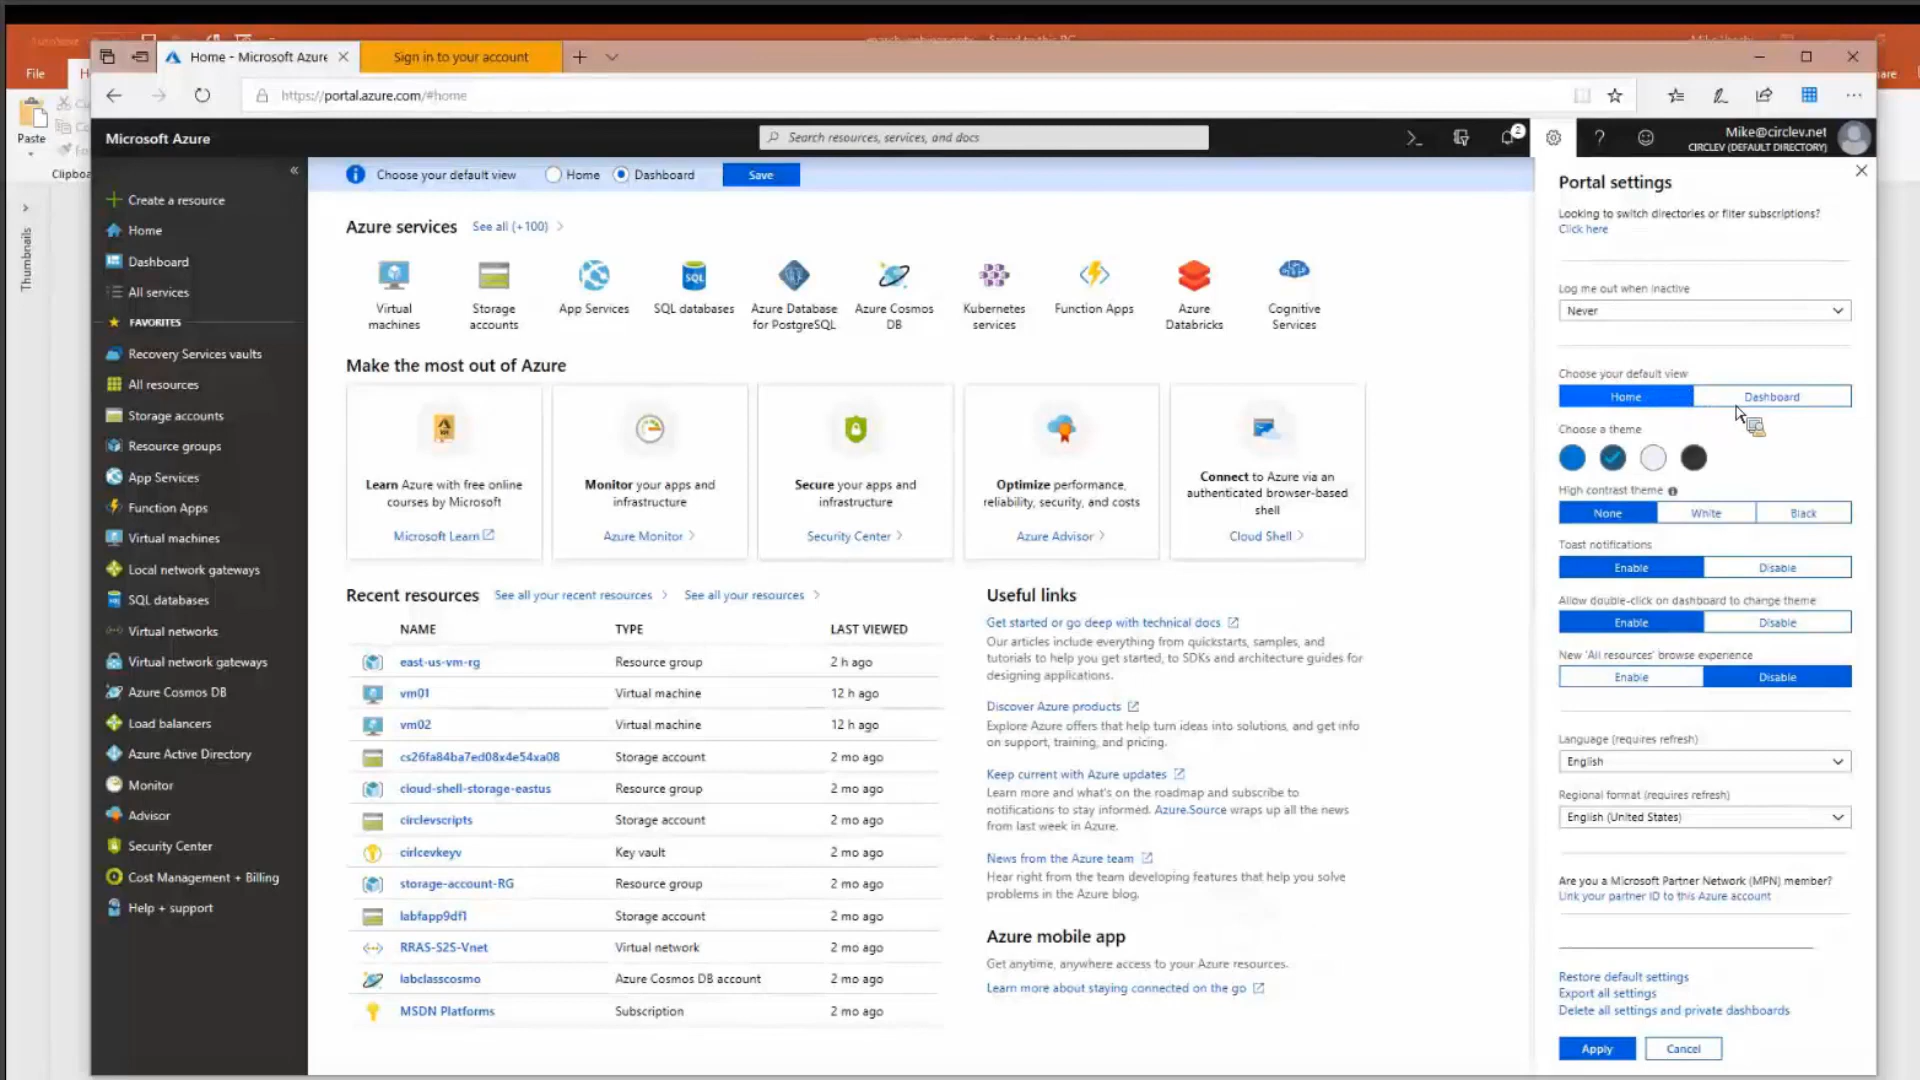 File
Paste
Clipboa
Thumbnails
Home - Microsoft Azure
Sign in to your account
https://portal.azure.com/#home
Microsoft Azure
Search resources, services, and docs
2
Mike@circlev.net
CIRCLEV (DEFAULT DIRECTORY)
Create a resource
Home
Dashboard
All services
FAVORITES
Recovery Services vaults
All resources
Storage accounts
Resource groups
App Services
Function Apps
Virtual machines
Local network gateways
SQL databases
Virtual networks
Virtual network gateways
Azure Cosmos DB
Load balancers
Azure Active Directory
Monitor
Advisor
Security Center
Cost Management + Billing
Help + support
Choose your default view
Home
Dashboard
Save
Azure services
See all (+100)
Virtual machines
Storage accounts
App Services
SQL
SQL databases
Azure Database for PostgreSQL
Azure Cosmos DB
Kubernetes services
Function Apps
Azure Databricks
Cognitive Services
Make the most out of Azure
Learn Azure with free online
courses by Microsoft
Microsoft Learn
Monitor your apps and
infrastructure
Azure Monitor
Secure your apps and
infrastructure
Security Center
Optimize performance,
reliability, security, and costs
Azure Advisor
Connect to Azure via an
authenticated browser-based
shell
Cloud Shell
Recent resources
See all your recent resources
See all your resources
NAME TYPE LAST VIEWED
east-us-vm-rg Resource group 2 h ago
vm01 Virtual machine 12 h ago
vm02 Virtual machine 12 h ago
cs26fa84ba7ed08x4e54xa08 Storage account 2 mo ago
cloud-shell-storage-eastus Resource group 2 mo ago
circlevscripts Storage account 2 mo ago
cirlcevkeyv Key vault 2 mo ago
storage-account-RG Resource group 2 mo ago
labfapp9df1 Storage account 2 mo ago
RRAS-S2S-Vnet Virtual network 2 mo ago
labclasscosmo Azure Cosmos DB account 2 mo ago
MSDN Platforms Subscription 2 mo ago
Useful links
Get started or go deep with technical docs
Our articles include everything from quickstarts, samples, and
tutorials to help you get started, to SDKs and architecture guides for
designing applications.
Discover Azure products
Explore Azure offers that help turn ideas into solutions, and get info
on support, training, and pricing.
Keep current with Azure updates
Learn more and what's on the roadmap and subscribe to
notifications to stay informed. Azure.Source wraps up all the news
from last week in Azure.
News from the Azure team
Hear right from the team developing features that help you solve
problems in the Azure blog.
Azure mobile app
Get anytime, anywhere access to your Azure resources.
Learn more about staying connected on the go
Portal settings
Looking to switch directories or filter subscriptions?
Click here
Log me out when inactive
Never
Choose your default view
Home
Dashboard
Choose a theme
High contrast theme
None
White
Black
Toast notifications
Enable
Disable
Allow double-click on dashboard to change theme
Enable
Disable
New 'All resources' browse experience
Enable
Disable
Language (requires refresh)
English
Regional format (requires refresh)
English (United States)
Are you a Microsoft Partner Network (MPN) member?
Link your partner ID to this Azure account
Restore default settings
Export all settings
Delete all settings and private dashboards
Apply
Cancel